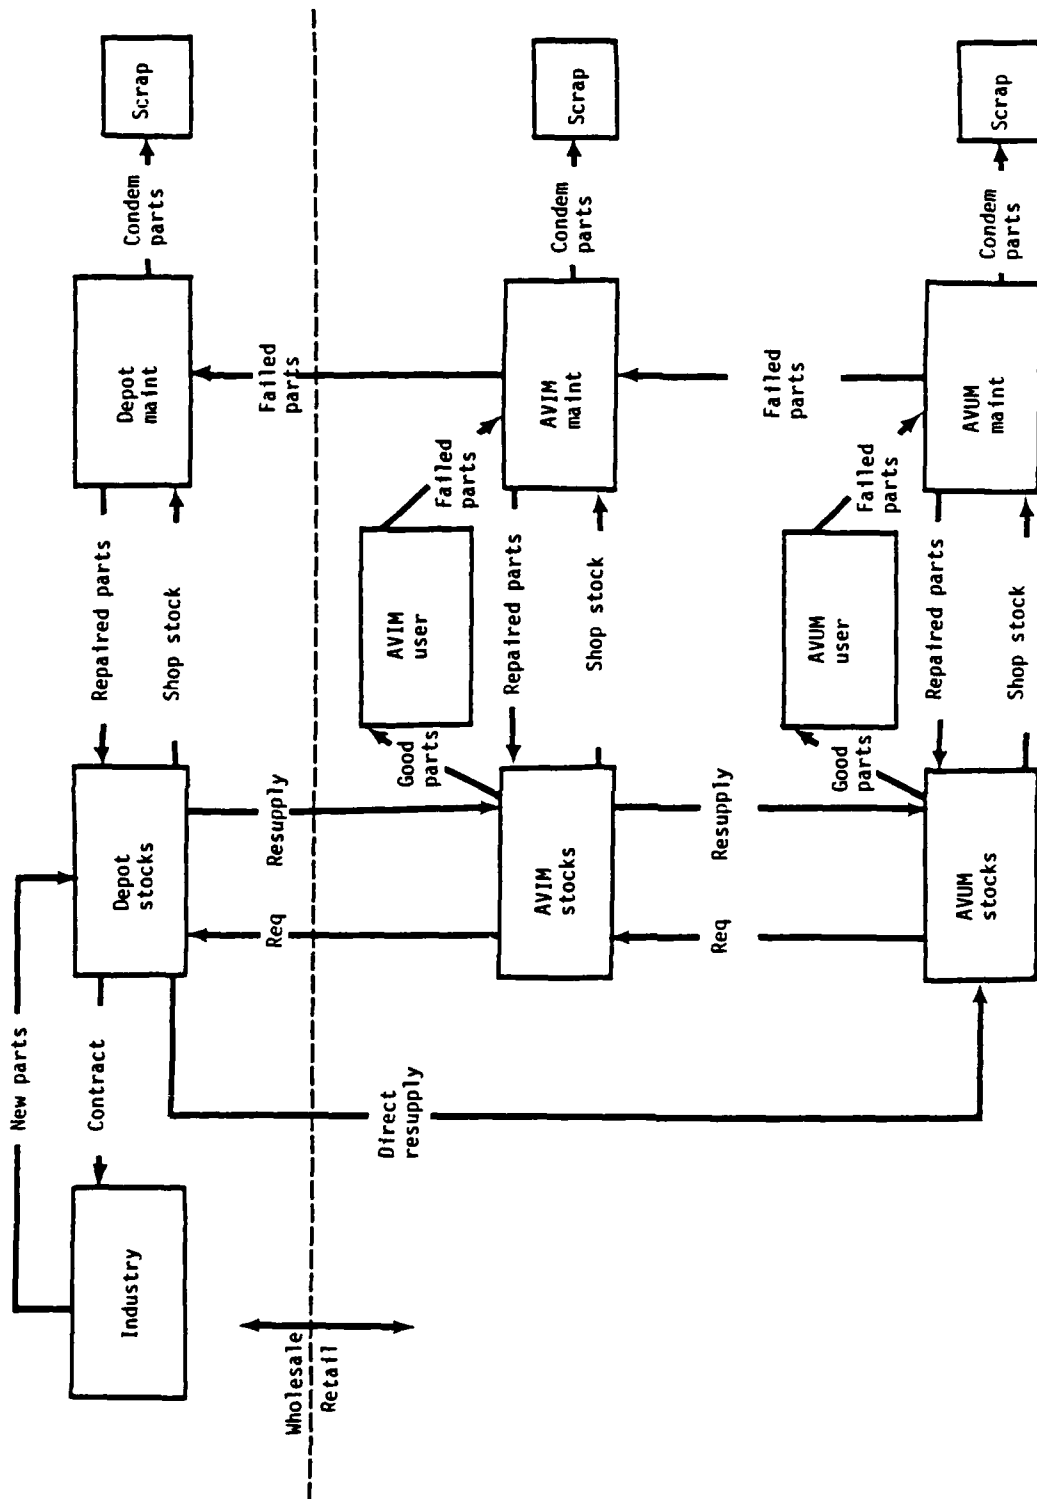 New parts
Industry
Contract
Depot
stocks
Repaired parts
Shop stock
Depot
maint
Condem
parts
Scrap
Wholesale
Retail
Direct
resupply
Req
Resupply
Failed
parts
AVIM
stocks
Good
parts
AVIM
user
Failed
parts
Repaired parts
Shop stock
AVIM
maint
Condem
parts
Scrap
Req
Resupply
Failed
parts
AVUM
stocks
Good
parts
AVUM
user
Failed
parts
Repaired parts
Shop stock
AVUM
maint
Condem
parts
Scrap